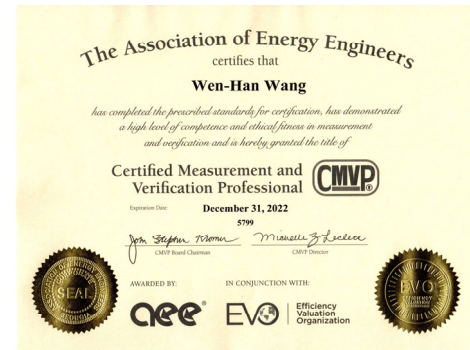 The Association of Energy Engineers
certifies that
Wen-Han Wang
has completed the prescribed standards for certification, has demonstrated
a high level of competence and ethical fitness in measurement
and verification and is hereby granted the title of
Certified Measurement and
Verification Professional
CMVP®
Expiration Date: December 31, 2022
5799
CMVP Board Chairman CMVP Director
AWARDED BY: IN CONJUNCTION WITH:
SEAL
aee®
EVO Efficiency
Valuation
Organization
EVO